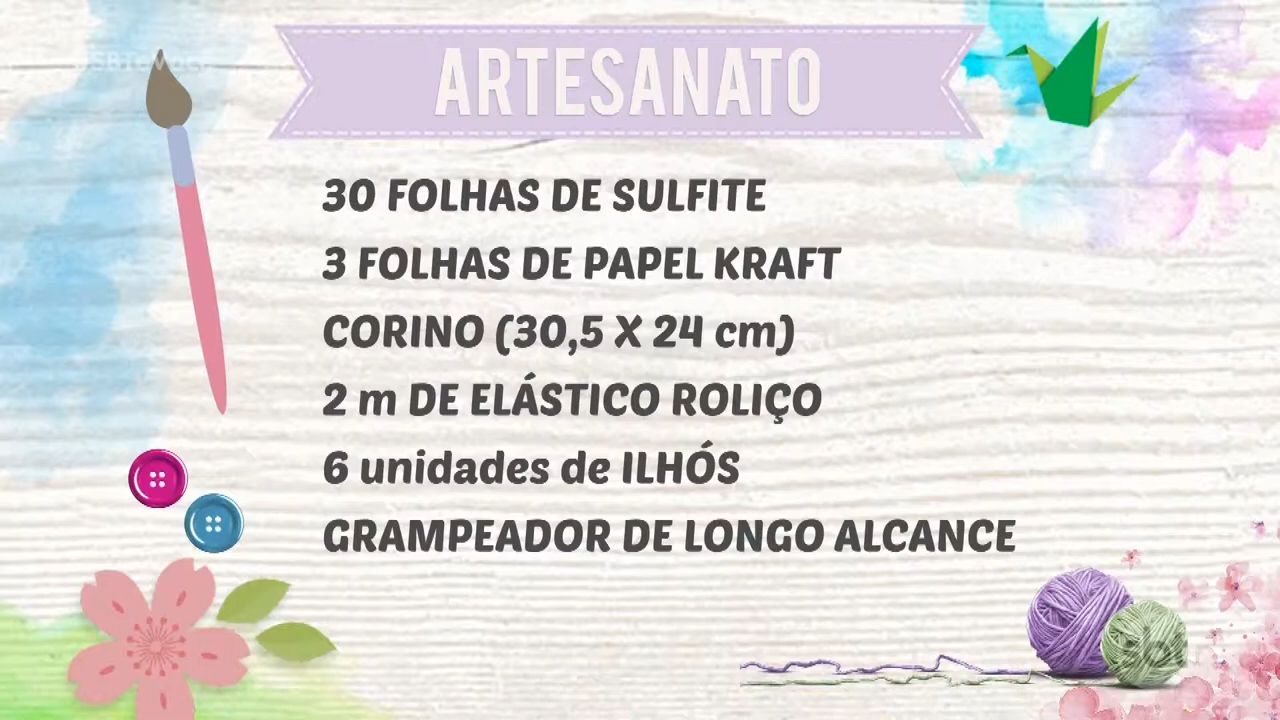 ARTESANATO
30 FOLHAS DE SULFITE
3 FOLHAS DE PAPEL KRAFT
CORINO (30,5 X 24 cm)
2 m DE ELÁSTICO ROLIÇO
6 unidades de ILHÓS
GRAMPEADOR DE LONGO ALCANCE